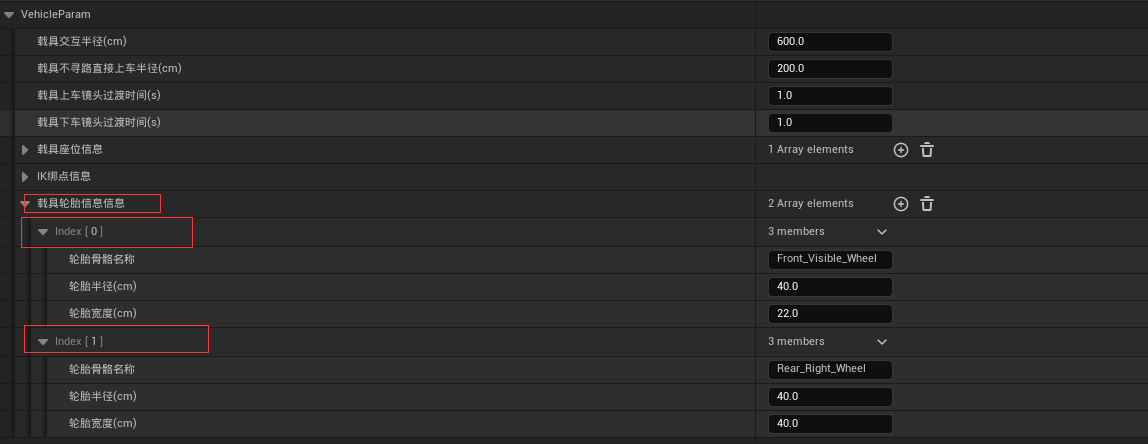 VehicleParam
载具交互半径(cm) 600.0
载具不寻路直接上车半径(cm) 200.0
载具上车镜头过渡时间(s) 1.0
载具下车镜头过渡时间(s) 1.0
载具座位信息 1 Array elements
IK绑点信息
载具轮胎信息信息 2 Array elements
Index [ 0 ] 3 members
轮胎骨骼名称 Front_Visible_Wheel
轮胎半径(cm) 40.0
轮胎宽度(cm) 22.0
Index [ 1 ] 3 members
轮胎骨骼名称 Rear_Right_Wheel
轮胎半径(cm) 40.0
轮胎宽度(cm) 40.0